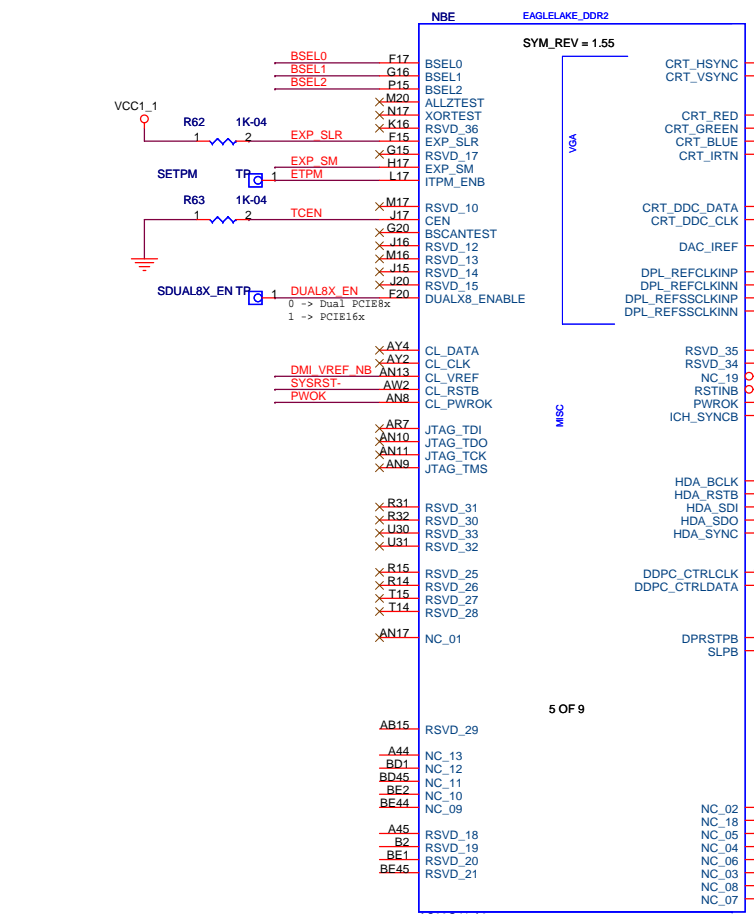 NBE EAGLELAKE_DDR2
SYM_REV = 1.55
BSEL0 F17 BSEL0 CRT_HSYNC
BSEL1 G16 BSEL1 CRT_VSYNC
BSEL2 P15 BSEL2
M20 ALLZTEST
VCC1_1
N17 XORTEST CRT_RED
R62 1K-04 K16 RSVD_36 CRT_GREEN
1 2 EXP_SLR F15 EXP_SLR CRT_BLUE
G15 RSVD_17 CRT_IRTN
VGA
EXP_SM H17 EXP_SM
SETPM TP 1 ETPM L17 ITPM_ENB
R63 1K-04 M17 RSVD_10 CRT_DDC_DATA
1 2 TCEN J17 CEN CRT_DDC_CLK
G20 BSCANTEST
J16 RSVD_12 DAC_IREF
M16 RSVD_13
J15 RSVD_14 DPL_REFCLKINP
J20 RSVD_15 DPL_REFCLKINN
SDUAL8X_EN TP 1 DUAL8X_EN F20 DUALX8_ENABLE DPL_REFSSCLKINP
0 -> Dual PCIE8x DPL_REFSSCLKINN
1 -> PCIE16x
AY4 CL_DATA RSVD_35
AY2 CL_CLK RSVD_34
DMI_VREF_NB AN13 CL_VREF NC_19
SYSRST- AW2 CL_RSTB RSTINB
PWOK AN8 CL_PWROK PWROK
ICH_SYNCB
MISC
AR7 JTAG_TDI
AN10 JTAG_TDO
AN11 JTAG_TCK
AN9 JTAG_TMS
HDA_BCLK
HDA_RSTB
R31 RSVD_31 HDA_SDI
R32 RSVD_30 HDA_SDO
U30 RSVD_33 HDA_SYNC
U31 RSVD_32
R15 RSVD_25 DDPC_CTRLCLK
R14 RSVD_26 DDPC_CTRLDATA
T15 RSVD_27
T14 RSVD_28
AN17 NC_01 DPRSTPB
SLPB
5 OF 9
AB15 RSVD_29
A44 NC_13
BD1 NC_12
BD45 NC_11
BE2 NC_10
BE44 NC_09 NC_02
NC_18
A45 RSVD_18 NC_05
B2 RSVD_19 NC_04
BE1 RSVD_20 NC_06
BE45 RSVD_21 NC_03
NC_08
NC_07